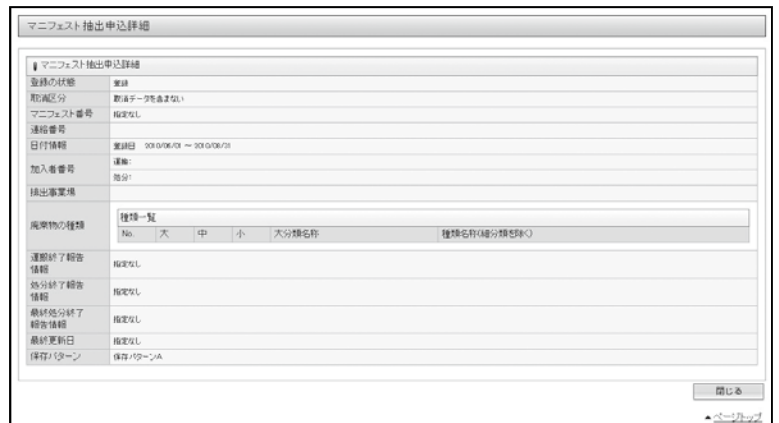 マニフェスト抽出申込詳細
マニフェスト抽出申込詳細
登録の状態 登録
取消区分 取消データを含まない
マニフェスト番号 指定なし
連絡番号
日付情報 登録日 2010/06/01 ～ 2010/08/31
加入者番号 運搬：
処分：
排出事業場
廃棄物の種類 種類一覧
No. 大 中 小 大分類名称 種類名称(細分類を除く)
運搬終了報告
情報 指定なし
処分終了報告
情報 指定なし
最終処分終了
報告情報 指定なし
最終更新日 指定なし
保存パターン 保存パターンA
閉じる
▲ページトップ